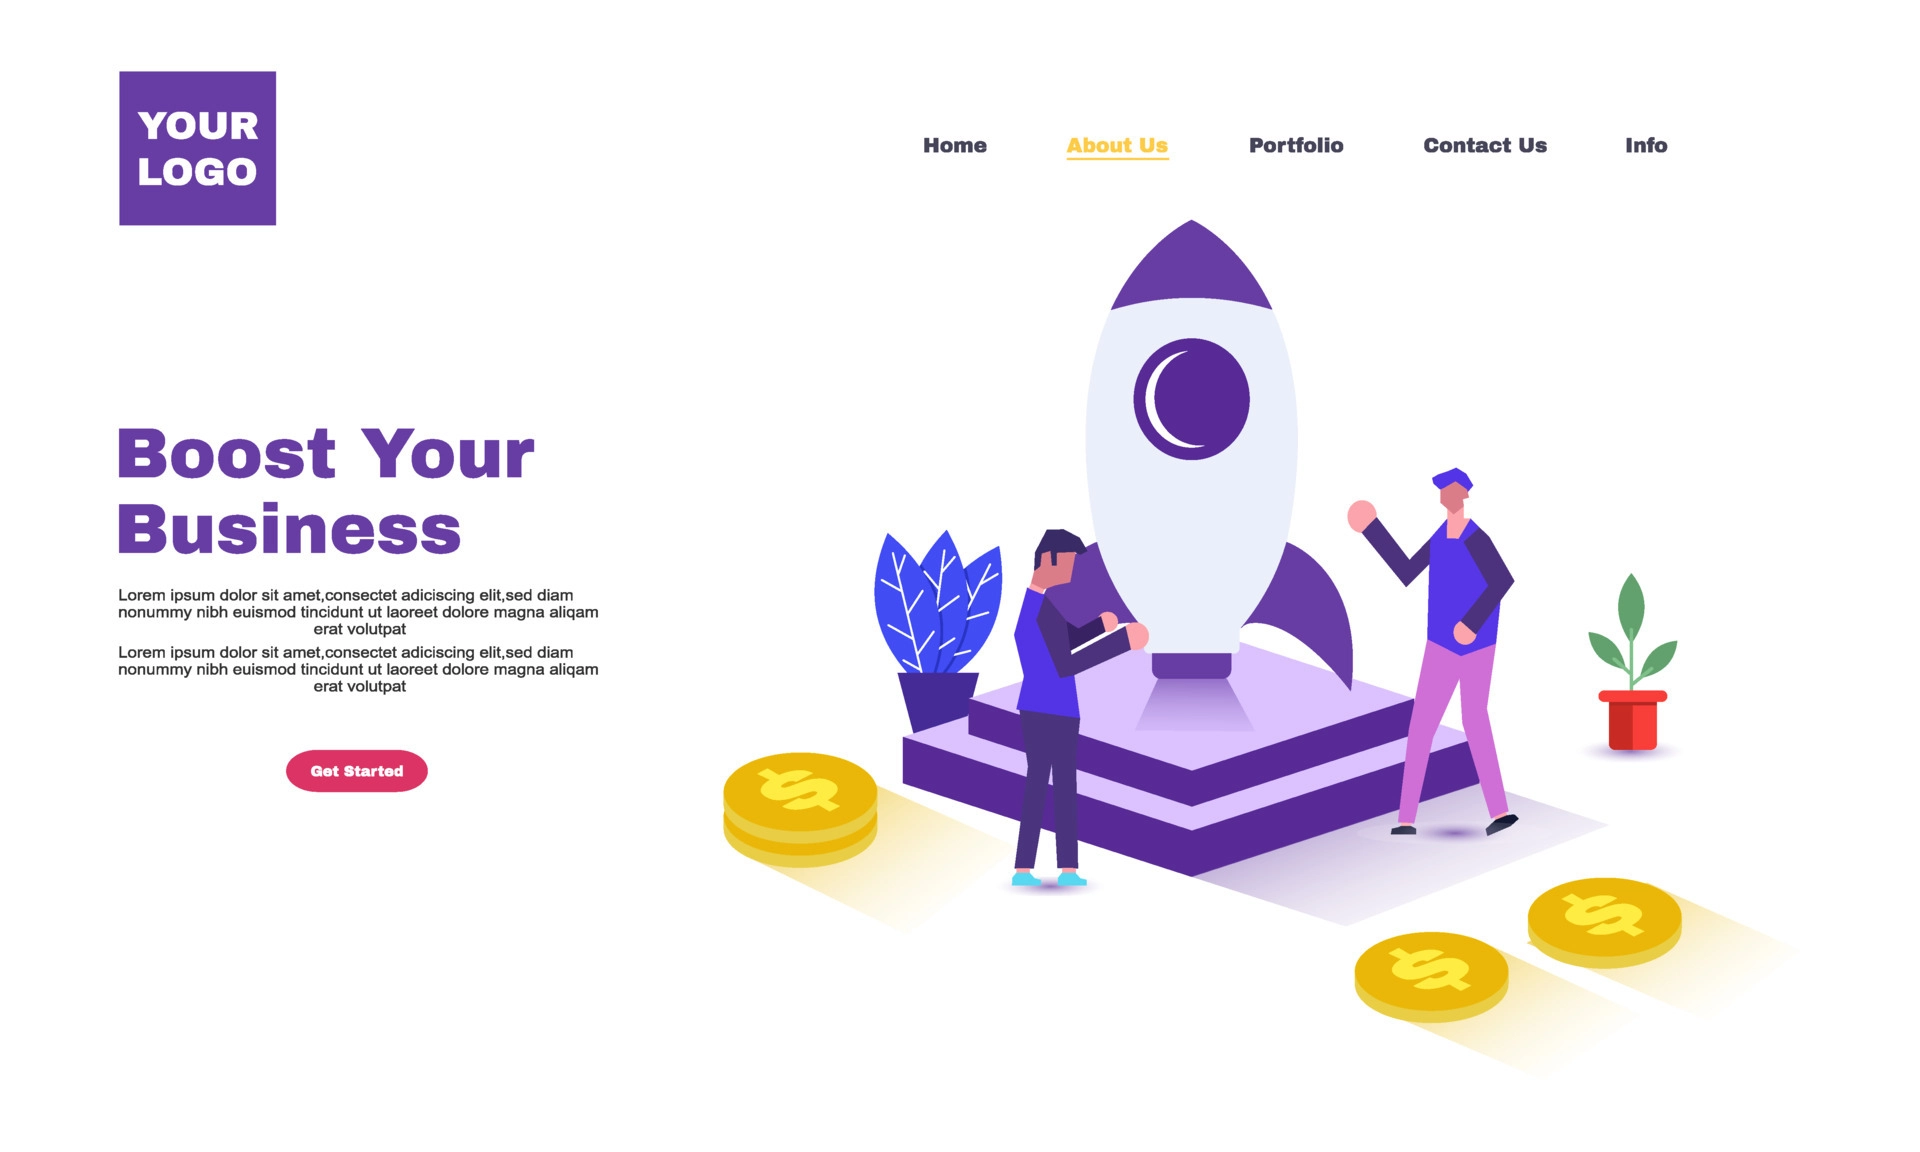 YOUR
LOGO
Home About Us Portfolio Contact Us Info
Boost Your
Business
Lorem ipsum dolor sit amet,consectet adiciscing elit,sed diam
nonummy nibh euismod tincidunt ut laoreet dolore magna aliqam
erat volutpat
Lorem ipsum dolor sit amet,consectet adiciscing elit,sed diam
nonummy nibh euismod tincidunt ut laoreet dolore magna aliqam
erat volutpat
Get Started
$
$
$